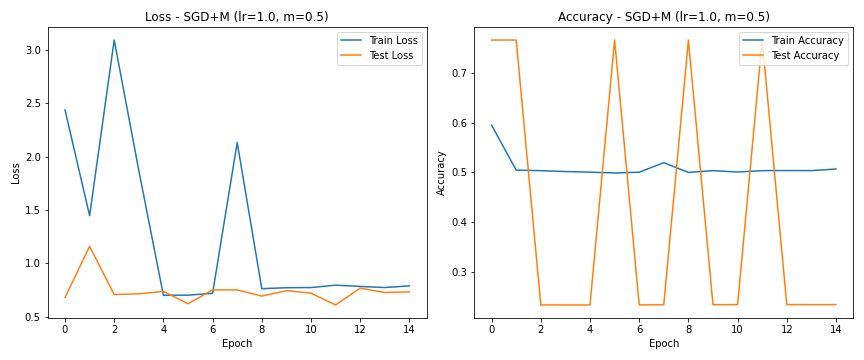 Loss - SGD+M (lr=1.0, m=0.5)
Train Loss
Test Loss
3.0
2.5
2.0
1.5
1.0
0.5
Loss
0 2 4 6 8 10 12 14
Epoch
Accuracy - SGD+M (lr=1.0, m=0.5)
Train Accuracy
Test Accuracy
0.7
0.6
0.5
0.4
0.3
Accuracy
0 2 4 6 8 10 12 14
Epoch